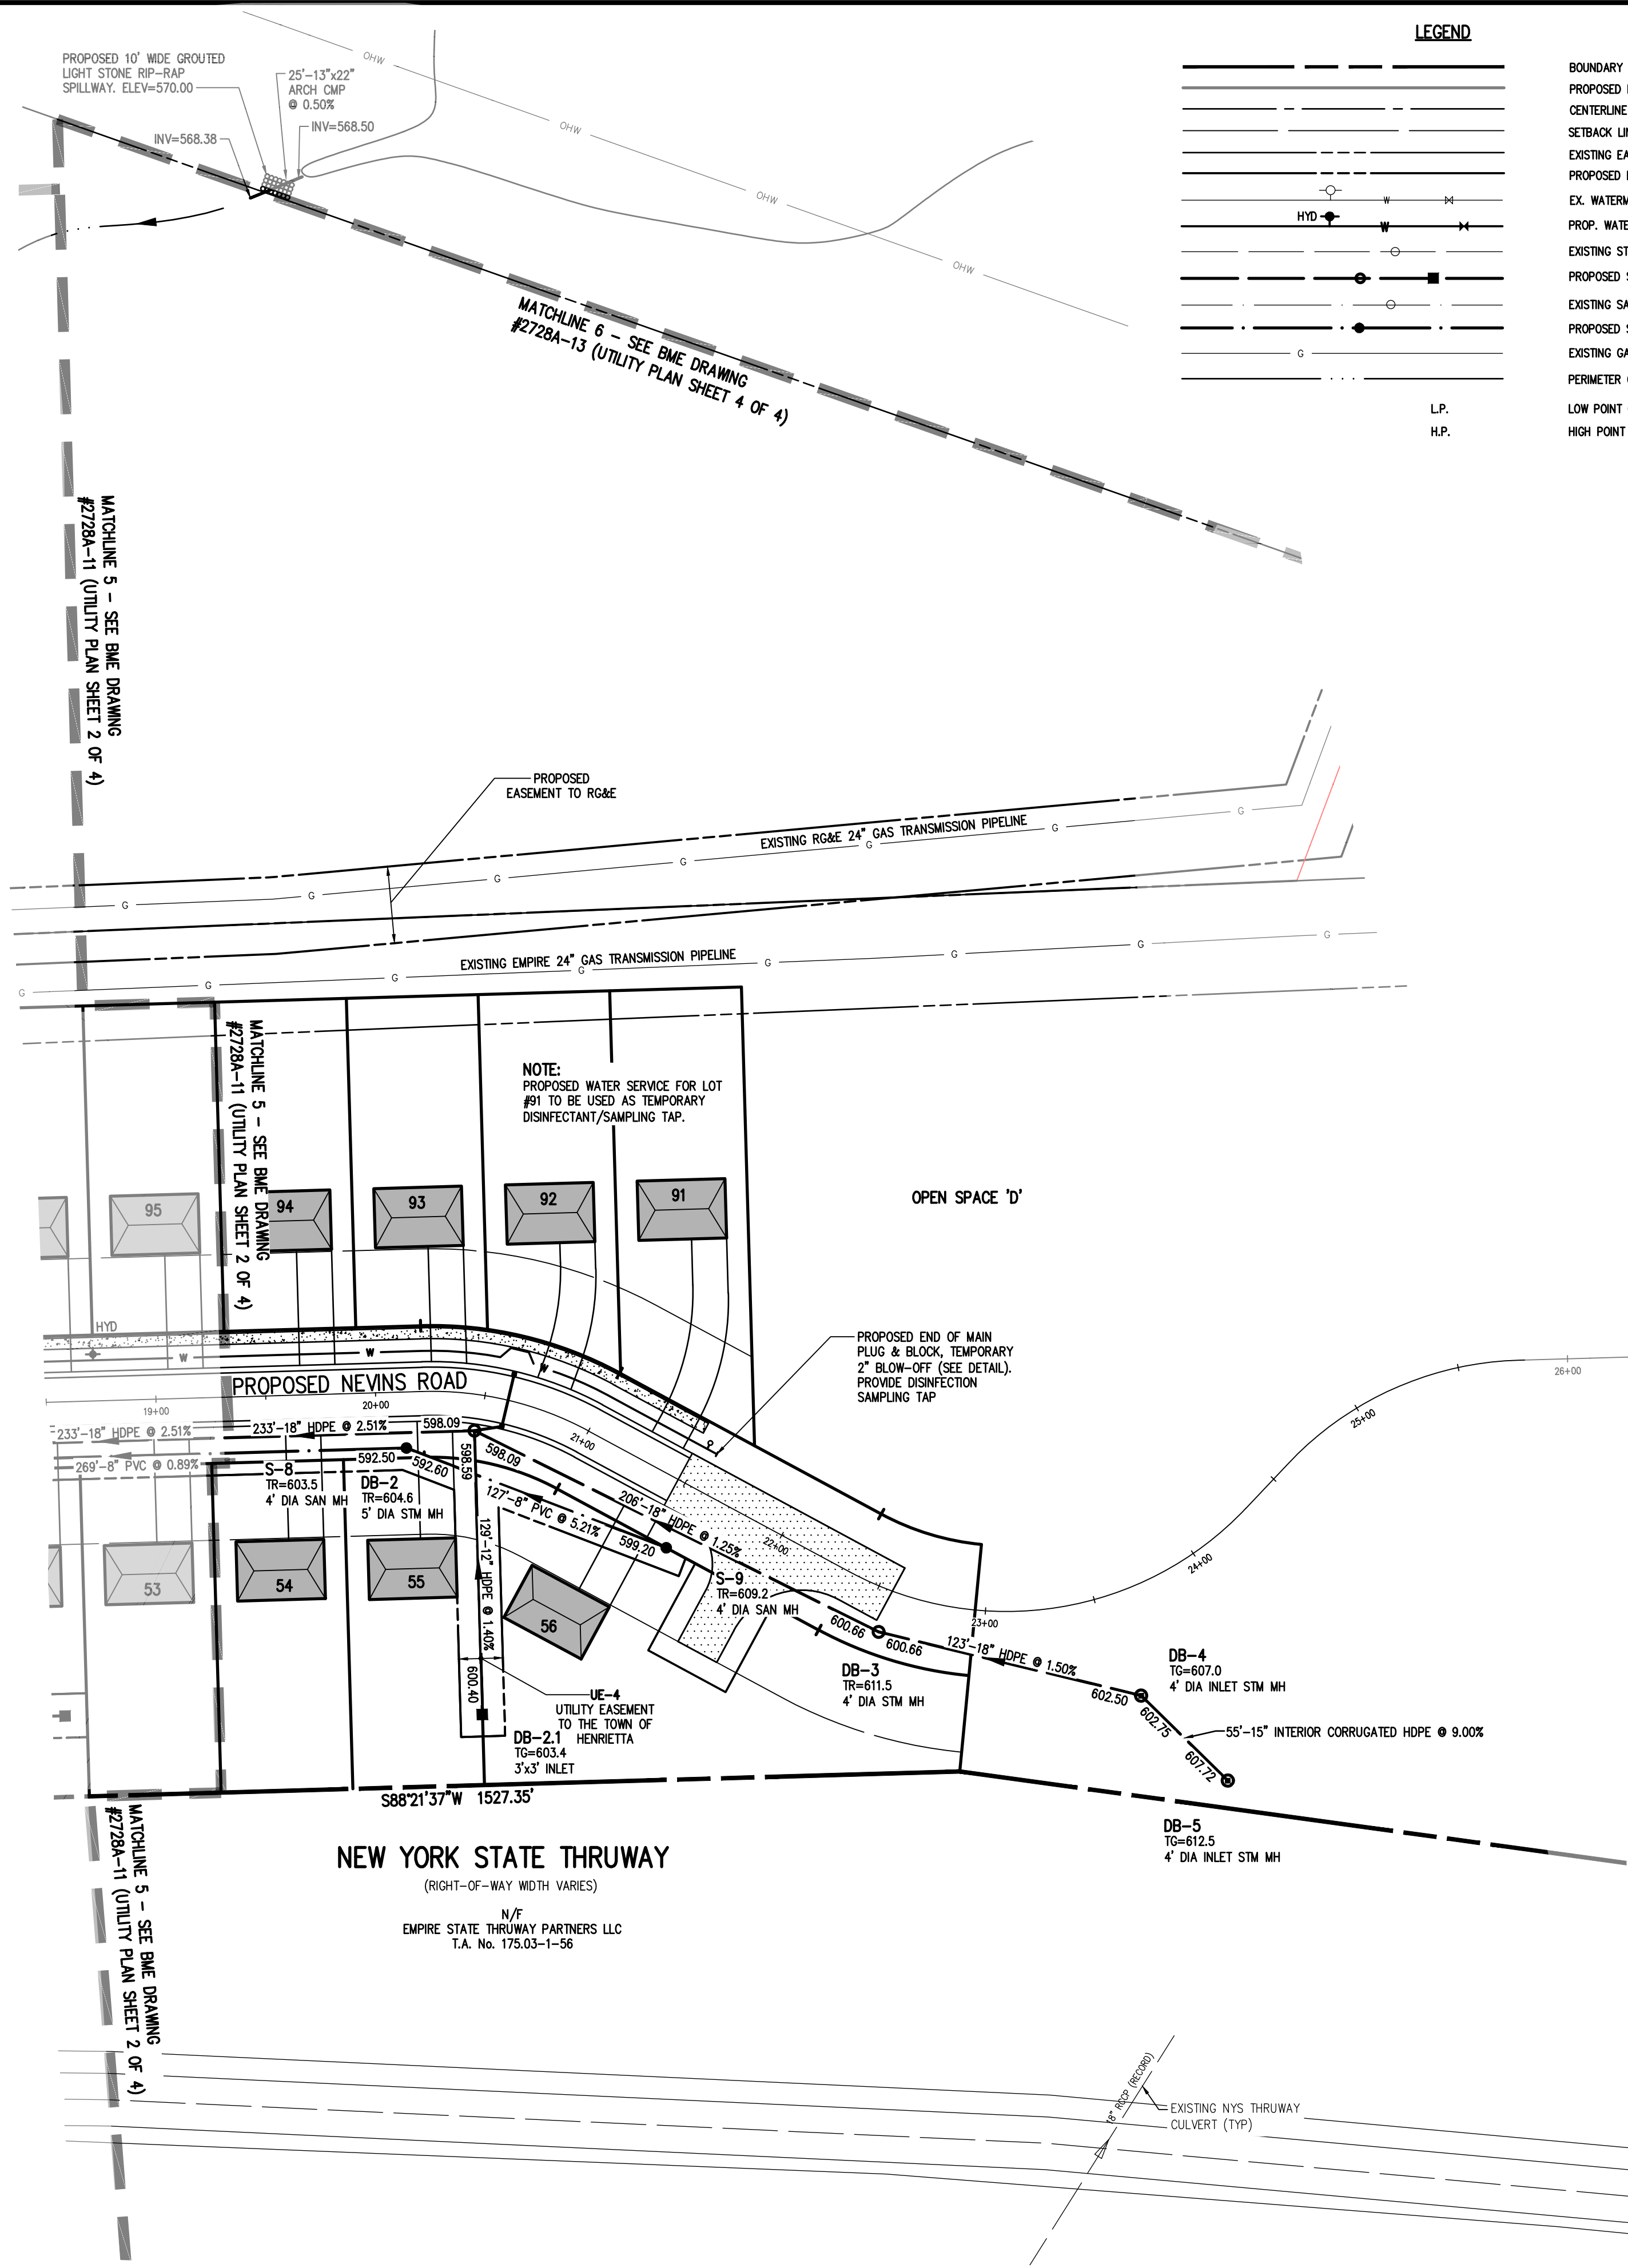 LEGEND
BOUNDARY
PROPOSED
CENTERLINE
SETBACK
EXISTING
PROPOSED
EX.
HYD
W
W
PROP.
EXISTING
PROPOSED
EXISTING
PROPOSED
G
EXISTING
PERIMETER
L.P.
LOW POINT
H.P.
HIGH POINT
PROPOSED 10' WIDE GROUTED
LIGHT STONE RIP-RAP
SPILLWAY. ELEV=570.00
25'-13"x22"
ARCH CMP
@ 0.50%
INV=568.50
INV=568.38
OHW
OHW
OHW
OHW
MATCHLINE 6 - SEE BME DRAWING
#2728A-13 (UTILITY PLAN SHEET 4 OF 4)
MATCHLINE 5 - SEE BME DRAWING
#2728A-11 (UTILITY PLAN SHEET 2 OF 4)
PROPOSED
EASEMENT TO RG&E
EXISTING RG&E 24" GAS TRANSMISSION PIPELINE
G
G
G
G
G
G
G
EXISTING EMPIRE 24" GAS TRANSMISSION PIPELINE
G
G
G
G
G
G
G
G
MATCHLINE 5 - SEE BME DRAWING
#2728A-11 (UTILITY PLAN SHEET 2 OF 4)
NOTE:
PROPOSED WATER SERVICE FOR LOT
#91 TO BE USED AS TEMPORARY
DISINFECTANT/SAMPLING TAP.
95
94
93
92
91
OPEN SPACE 'D'
HYD
W
W
W
PROPOSED END OF MAIN
PLUG & BLOCK, TEMPORARY
2" BLOW-OFF (SEE DETAIL).
PROVIDE DISINFECTION
SAMPLING TAP
PROPOSED NEVINS ROAD
19+00
20+00
21+00
22+00
23+00
24+00
25+00
26+00
233'-18" HDPE @ 2.51%
233'-18" HDPE @ 2.51%
598.09
598.09
598.59
269'-8" PVC @ 0.89%
592.50
592.60
S-8
TR=603.5
4' DIA SAN MH
DB-2
TR=604.6
5' DIA STM MH
127'-8" PVC @ 5.21%
206'-18" HDPE @ 1.25%
599.20
129'-12" HDPE @ 1.40%
600.40
S-9
TR=609.2
4' DIA SAN MH
600.66
600.66
123'-18" HDPE @ 1.50%
53
54
55
56
DB-3
TR=611.5
4' DIA STM MH
DB-4
TG=607.0
4' DIA INLET STM MH
602.50
602.75
55'-15" INTERIOR CORRUGATED HDPE @ 9.00%
607.72
UE-4
UTILITY EASEMENT
TO THE TOWN OF
HENRIETTA
DB-2.1
TG=603.4
3'x3' INLET
S88°21'37"W 1527.35'
DB-5
TG=612.5
4' DIA INLET STM MH
NEW YORK STATE THRUWAY
(RIGHT-OF-WAY WIDTH VARIES)
N/F
EMPIRE STATE THRUWAY PARTNERS LLC
T.A. No. 175.03-1-56
MATCHLINE 5 - SEE BME DRAWING
#2728A-11 (UTILITY PLAN SHEET 2 OF 4)
18" RCCP (RECORD)
EXISTING NYS THRUWAY
CULVERT (TYP)